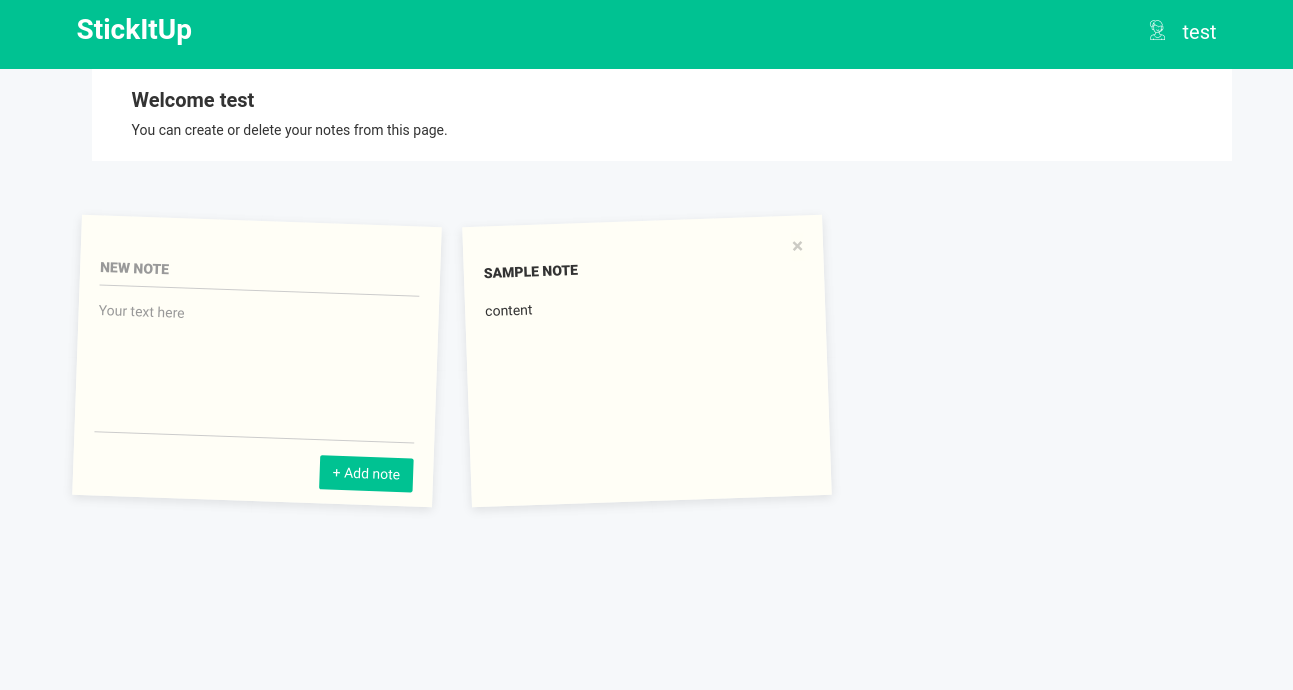 StickItUp
test
Welcome test
You can create or delete your notes from this page.
NEW NOTE
Your text here
+ Add note
×
SAMPLE NOTE
content